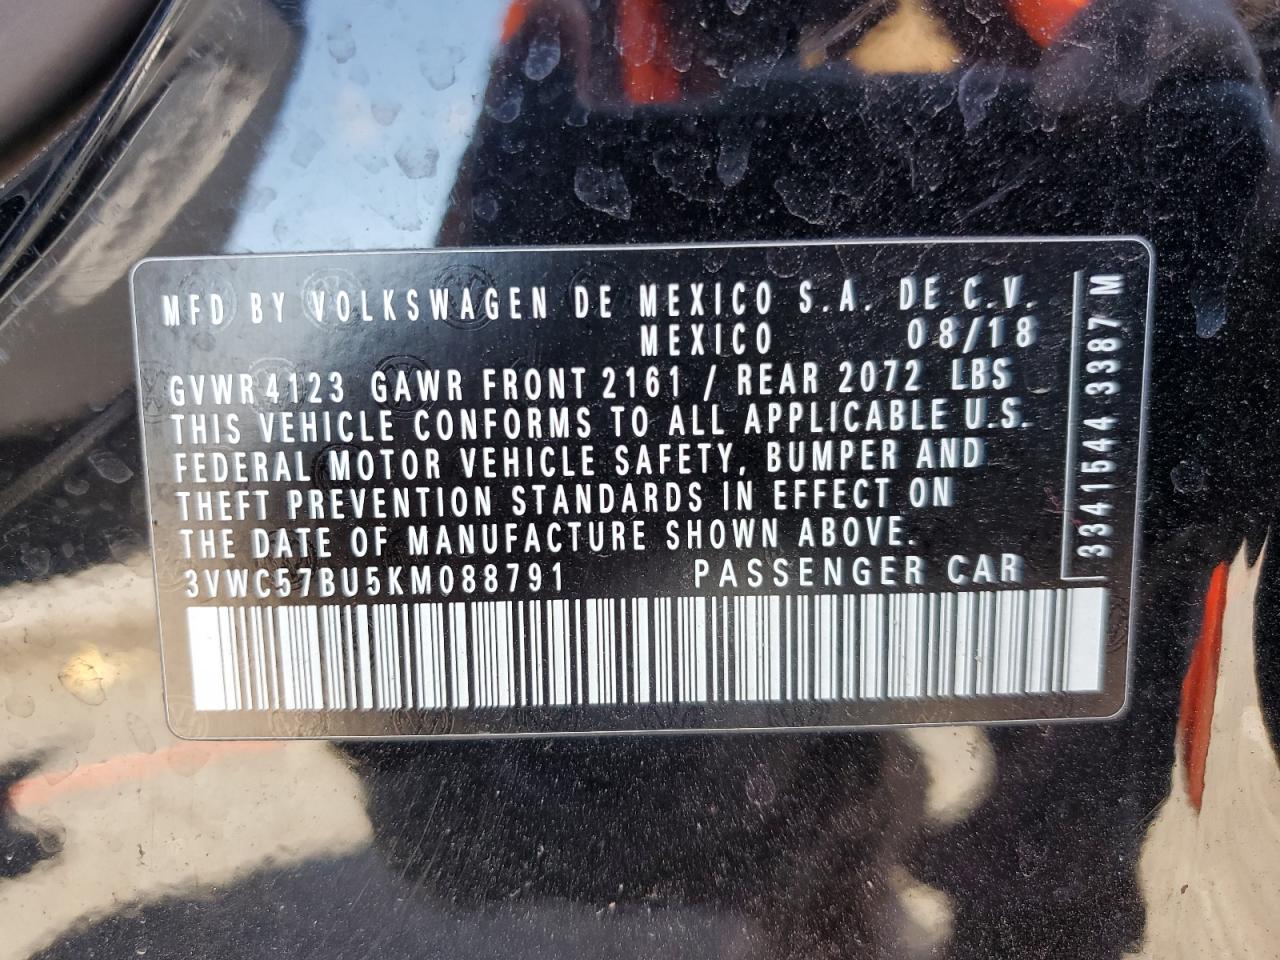 MFD BY VOLKSWAGEN DE MEXICO S.A. DE C.V.
MEXICO 08/18
GVWR 4123 GAWR FRONT 2161 / REAR 2072 LBS
THIS VEHICLE CONFORMS TO ALL APPLICABLE U.S.
FEDERAL MOTOR VEHICLE SAFETY, BUMPER AND
THEFT PREVENTION STANDARDS IN EFFECT ON
THE DATE OF MANUFACTURE SHOWN ABOVE.
3VWC57BU5KM088791 PASSENGER CAR
3341544 3387 M